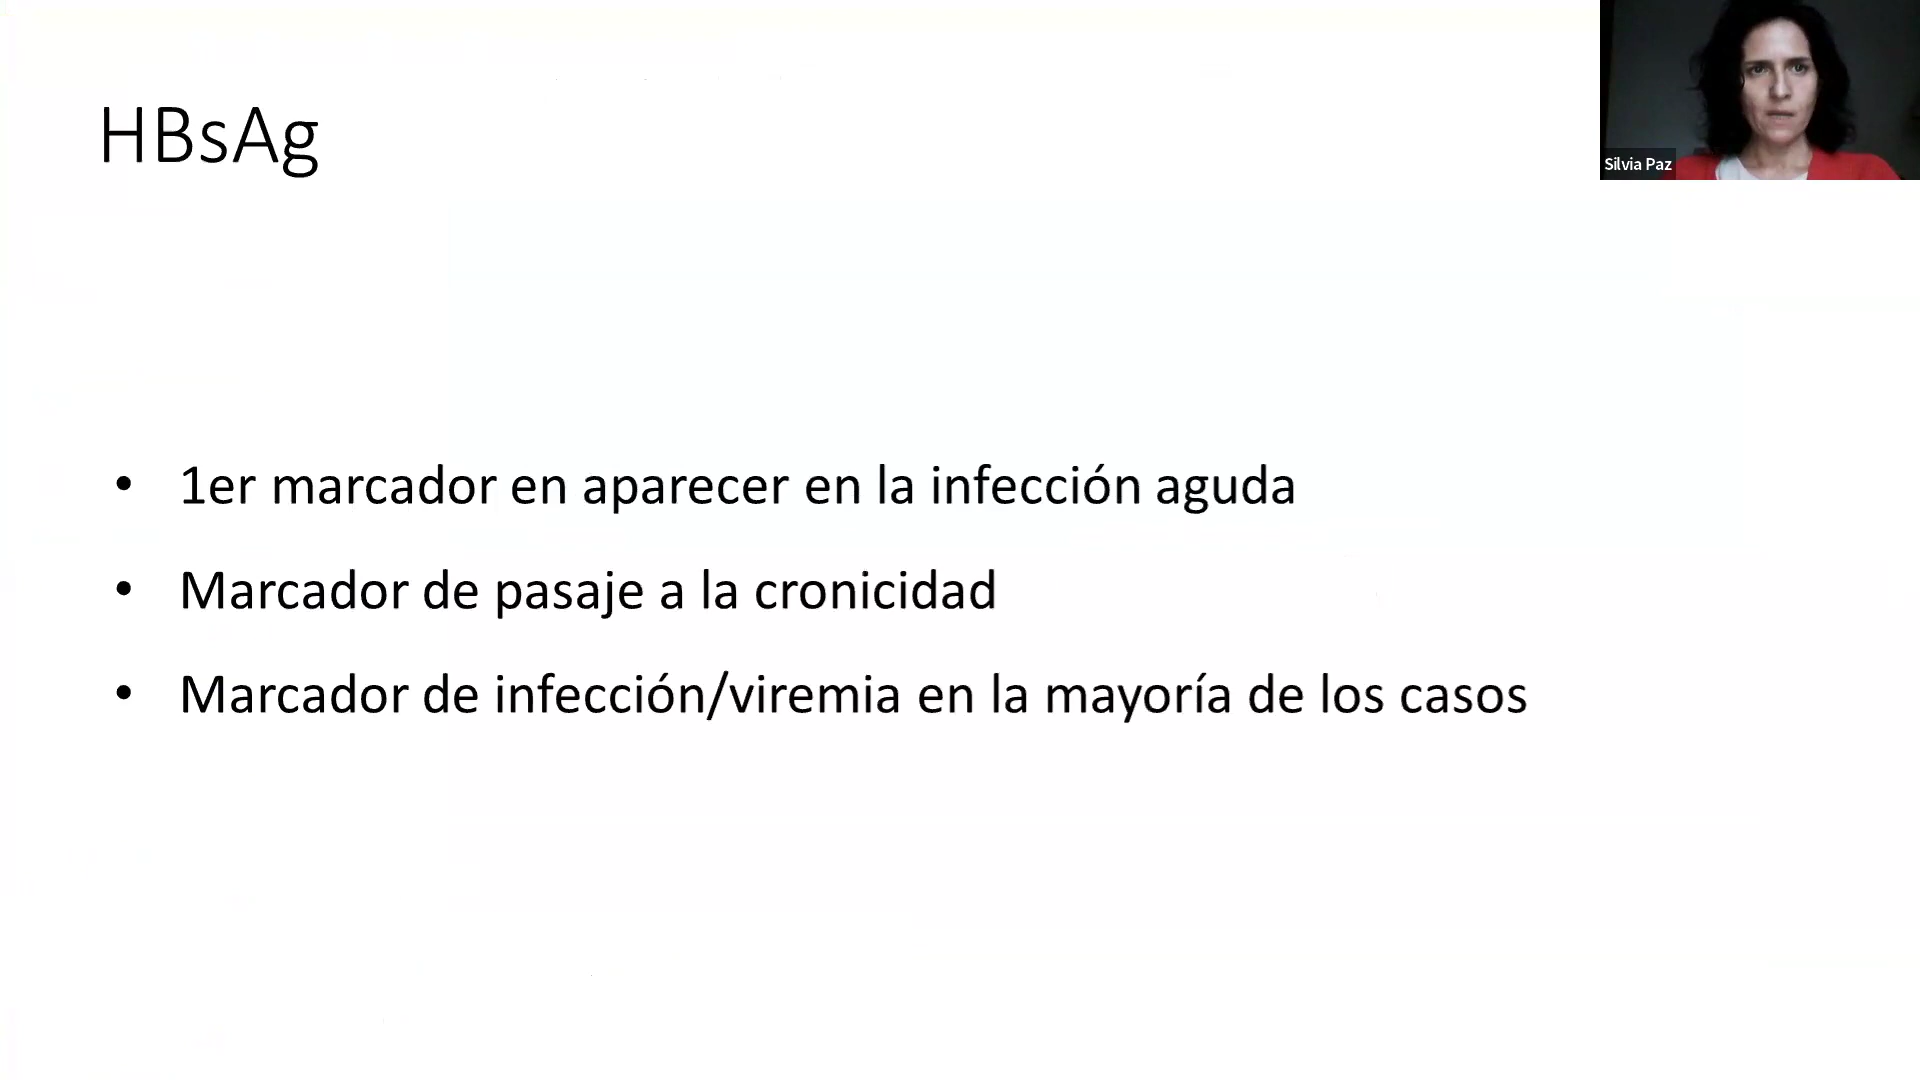 HBsAg
Silvia Paz
• 1er marcador en aparecer en la infección aguda
• Marcador de pasaje a la cronicidad
• Marcador de infección/viremia en la mayoría de los casos